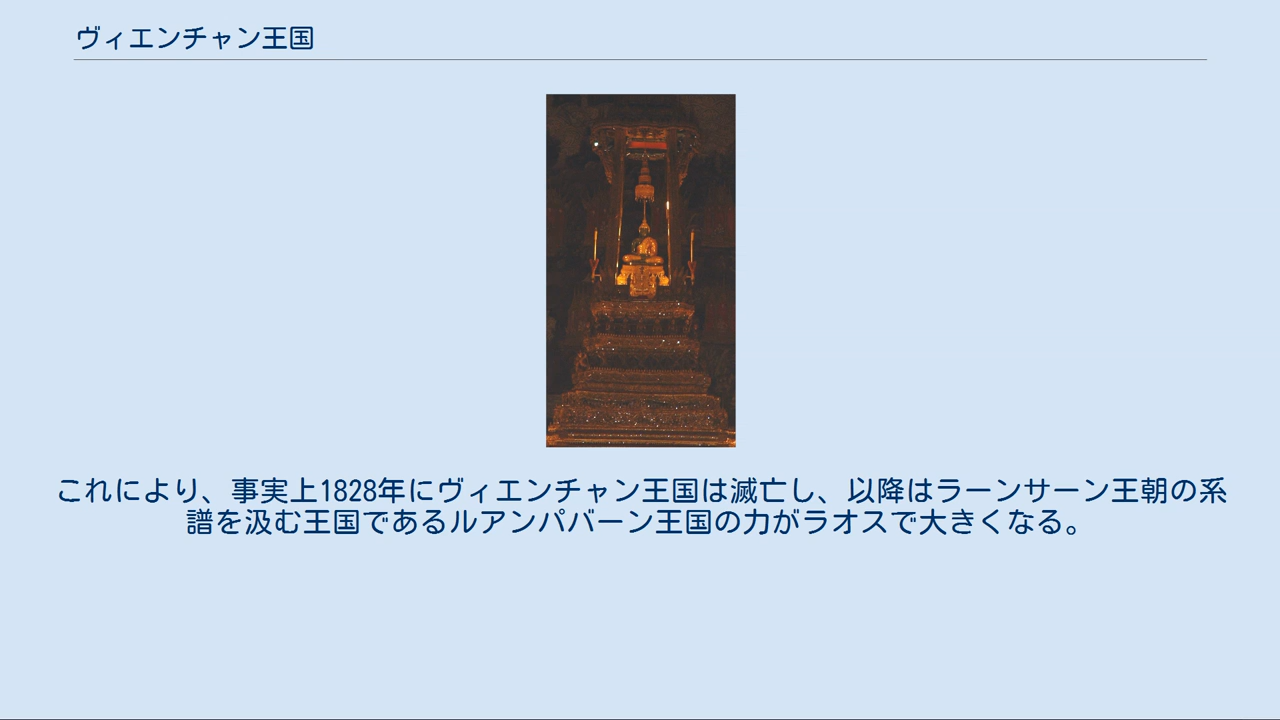 ヴィエンチャン王国
これにより、事実上1828年にヴィエンチャン王国は滅亡し、以降はラーンサーン王朝の系
譜を汲む王国であるルアンパバーン王国の力がラオスで大きくなる。